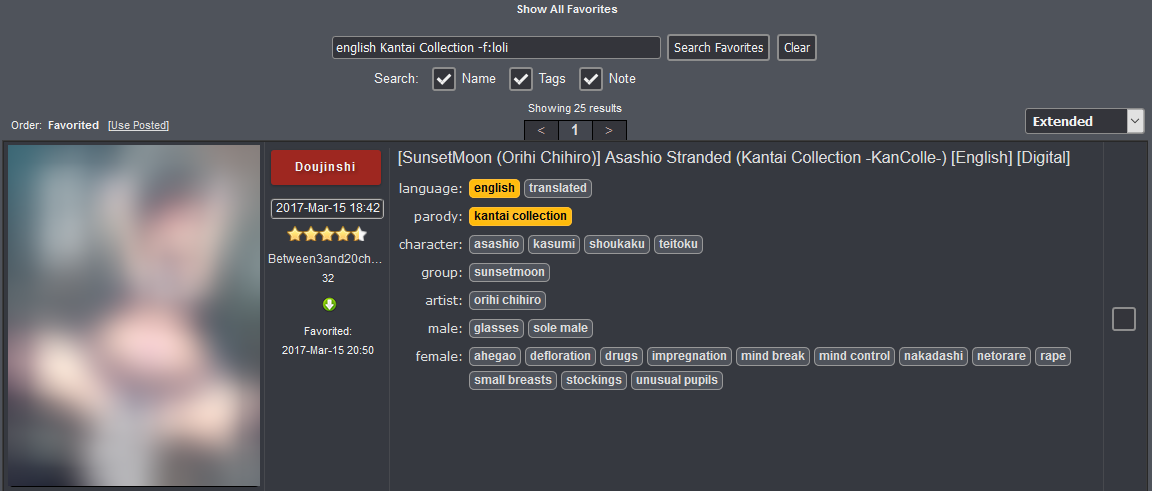 Show All Favorites
english Kantai Collection -f:loli
Search Favorites
Clear
Search: Name Tags Note
Showing 25 results
Order: Favorited [Use Posted]
< 1 >
Extended
Doujinshi
2017-Mar-15 18:42
Between3and20ch...
32
Favorited:
2017-Mar-15 20:50
[SunsetMoon (Orihi Chihiro)] Asashio Stranded (Kantai Collection -KanColle-) [English] [Digital]
language: english translated
parody: kantai collection
character: asashio kasumi shoukaku teitoku
group: sunsetmoon
artist: orihi chihiro
male: glasses sole male
female: ahegao defloration drugs impregnation mind break mind control nakadashi netorare rape
small breasts stockings unusual pupils